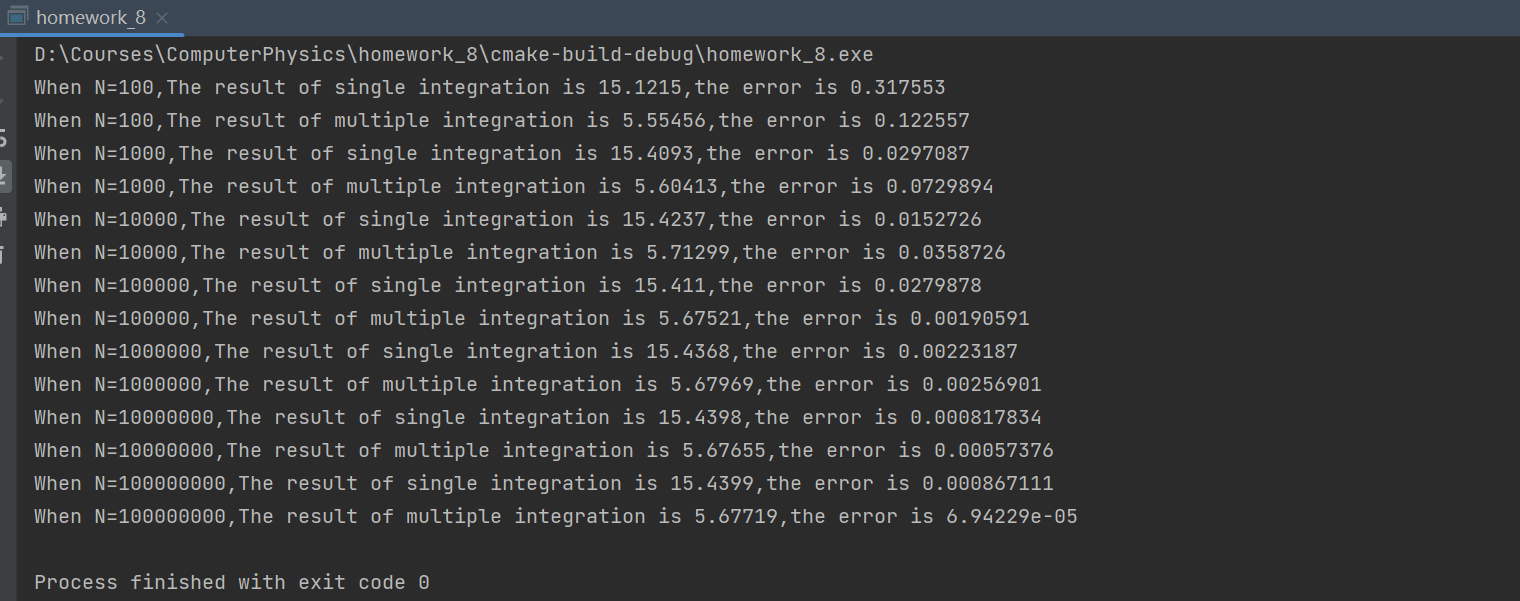 homework_8
D:\Courses\ComputerPhysics\homework_8\cmake-build-debug\homework_8.exe
When N=100,The result of single integration is 15.1215,the error is 0.317553
When N=100,The result of multiple integration is 5.55456,the error is 0.122557
When N=1000,The result of single integration is 15.4093,the error is 0.0297087
When N=1000,The result of multiple integration is 5.60413,the error is 0.0729894
When N=10000,The result of single integration is 15.4237,the error is 0.0152726
When N=10000,The result of multiple integration is 5.71299,the error is 0.0358726
When N=100000,The result of single integration is 15.411,the error is 0.0279878
When N=100000,The result of multiple integration is 5.67521,the error is 0.00190591
When N=1000000,The result of single integration is 15.4368,the error is 0.00223187
When N=1000000,The result of multiple integration is 5.67969,the error is 0.00256901
When N=10000000,The result of single integration is 15.4398,the error is 0.000817834
When N=10000000,The result of multiple integration is 5.67655,the error is 0.00057376
When N=100000000,The result of single integration is 15.4399,the error is 0.000867111
When N=100000000,The result of multiple integration is 5.67719,the error is 6.94229e-05
Process finished with exit code 0